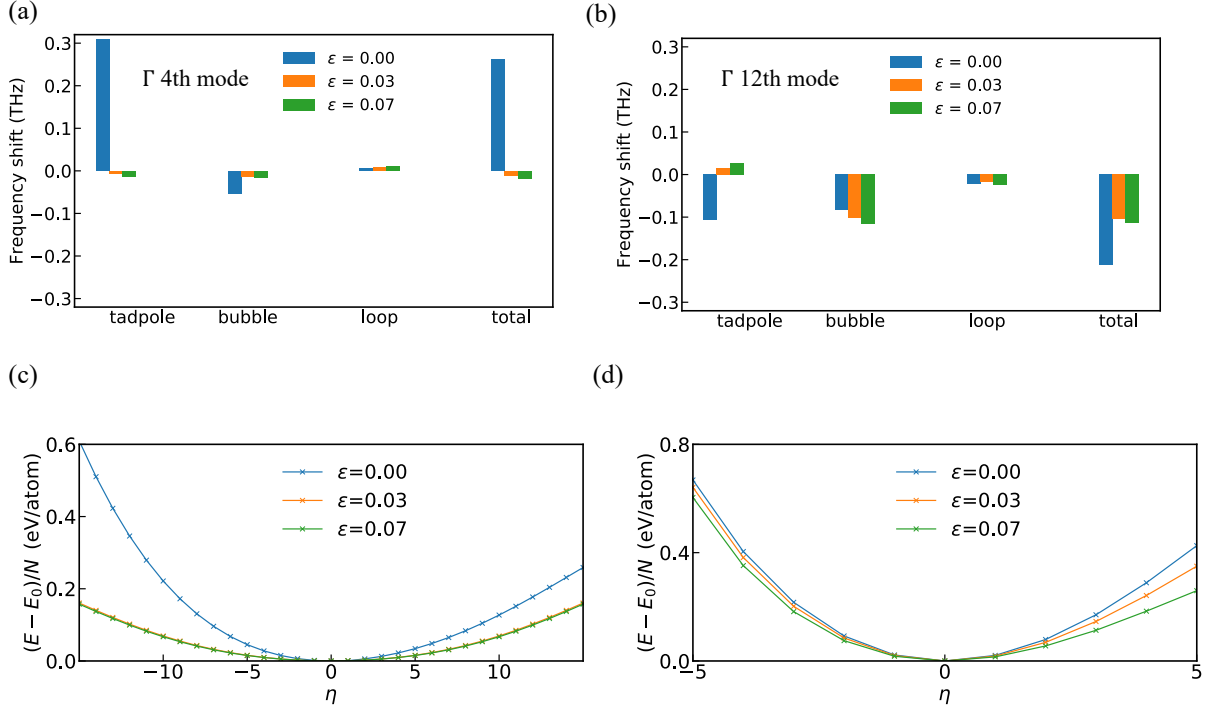 (a)
Frequency shift (THz)
0.3
0.2
0.1
0.0
−0.1
−0.2
−0.3
Γ 4th mode
ε = 0.00
ε = 0.03
ε = 0.07
tadpole bubble loop total
(b)
Frequency shift (THz)
0.3
0.2
0.1
0.0
−0.1
−0.2
−0.3
Γ 12th mode
ε = 0.00
ε = 0.03
ε = 0.07
tadpole bubble loop total
(c)
(E − E₀)/N (eV/atom)
0.6
0.4
0.2
0.0
ε=0.00
ε=0.03
ε=0.07
−10 −5 0 5 10
η
(d)
(E − E₀)/N (eV/atom)
0.8
0.4
0.0
ε=0.00
ε=0.03
ε=0.07
−5 0 5
η